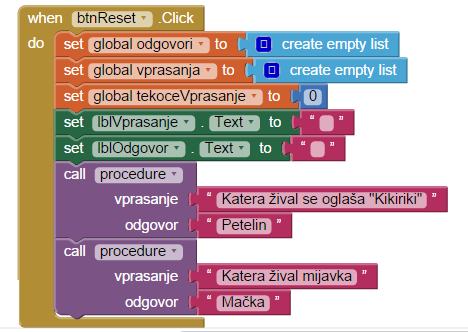 when btnReset .Click
do set global odgovori to create empty list
set global vprasanja to create empty list
set global tekoceVprasanje to 0
set lblVprasanje . Text to " "
set lblOdgovor . Text to " "
call procedure
vprasanje " Katera žival se oglaša "Kikiriki" "
odgovor " Petelin "
call procedure
vprasanje " Katera žival mijavka "
odgovor " Mačka "